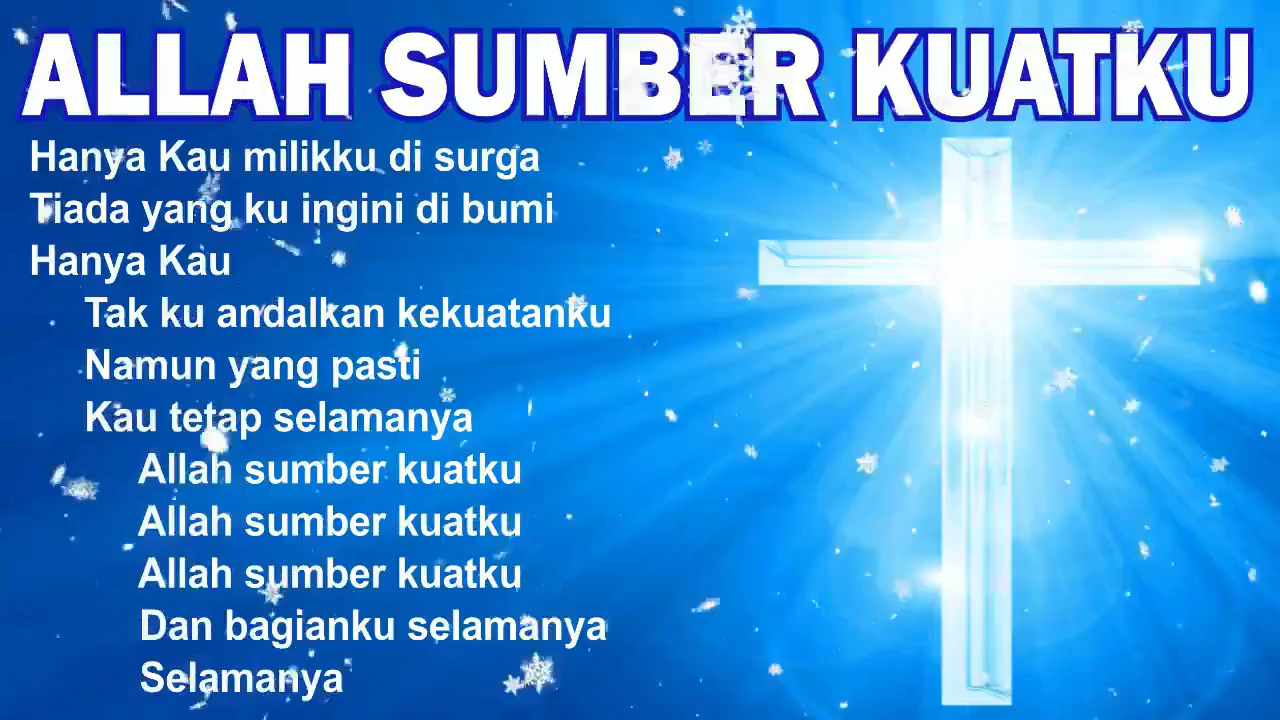 ALLAH SUMBER KUATKU
Hanya Kau milikku di surga
Tiada yang ku ingini di bumi
Hanya Kau
Tak ku andalkan kekuatanku
Namun yang pasti
Kau tetap selamanya
Allah sumber kuatku
Allah sumber kuatku
Allah sumber kuatku
Dan bagianku selamanya
Selamanya